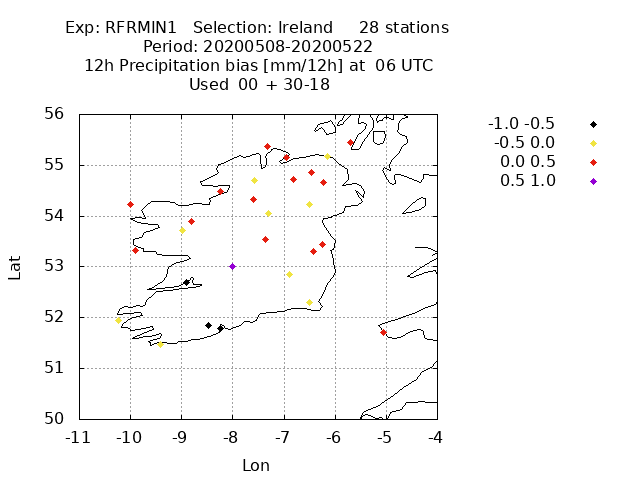 Exp: RFRMIN1 Selection: Ireland 28 stations
Period: 20200508-20200522
12h Precipitation bias [mm/12h] at 06 UTC
Used 00 + 30-18
-1.0 -0.5
-0.5 0.0
0.0 0.5
0.5 1.0
56
55
54
53
52
51
50
Lat
-11 -10 -9 -8 -7 -6 -5 -4
Lon